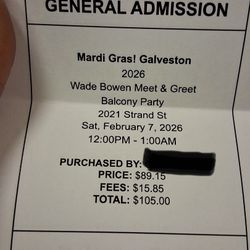 GENERAL ADMISSION
Mardi Gras! Galveston
2026
Wade Bowen Meet & Greet
Balcony Party
2021 Strand St
Sat, February 7, 2026
12:00PM - 1:00AM
PURCHASED BY:
PRICE: $89.15
FEES: $15.85
TOTAL: $105.00